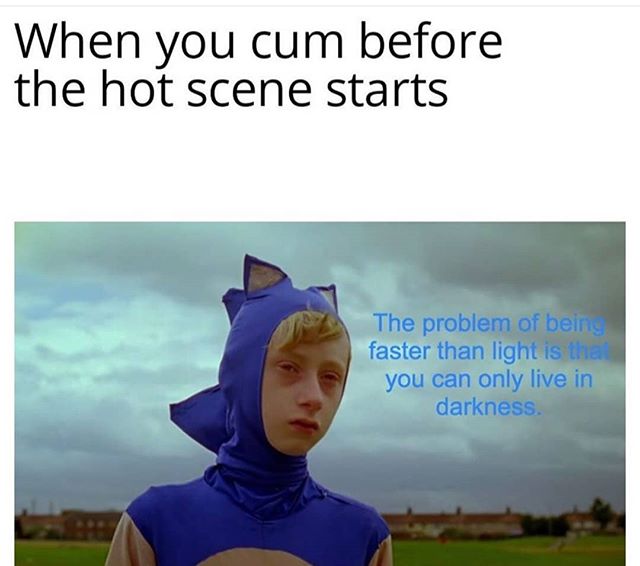 When you cum before
the hot scene starts
The problem of being
faster than light is that
you can only live in
darkness.